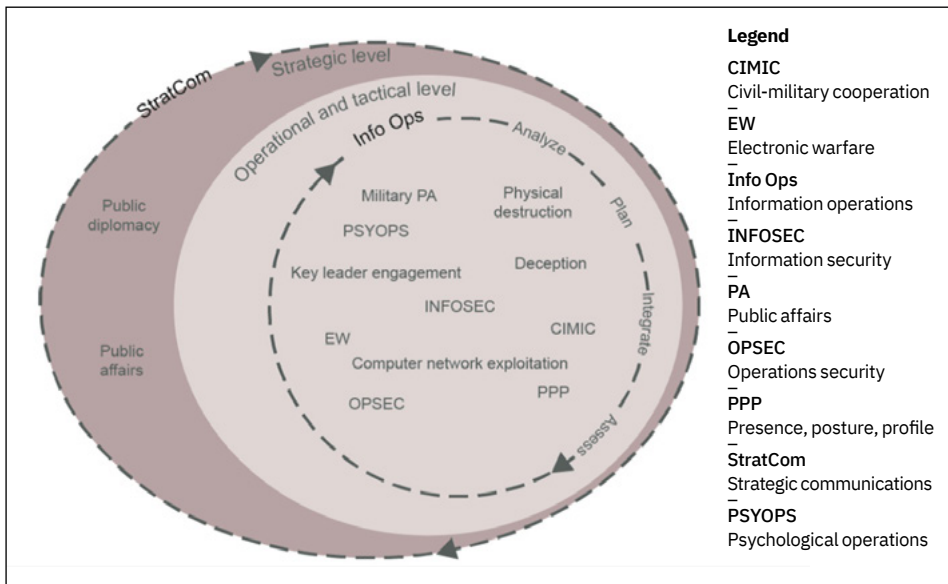 StratCom
Strategic level
Operational and tactical level
Info Ops
Analyze
Plan
Integrate
Assess
Public
diplomacy
Public
affairs
Military PA
Physical
destruction
PSYOPS
Key leader engagement
Deception
INFOSEC
EW
CIMIC
Computer network exploitation
OPSEC
PPP
Legend
CIMIC
Civil-military cooperation
–
EW
Electronic warfare
–
Info Ops
Information operations
–
INFOSEC
Information security
–
PA
Public affairs
–
OPSEC
Operations security
–
PPP
Presence, posture, profile
–
StratCom
Strategic communications
–
PSYOPS
Psychological operations